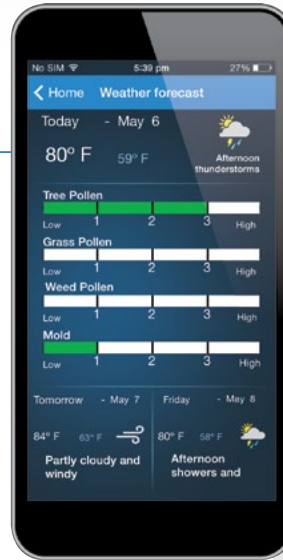 No SIM 5:39 pm 27%
Home Weather forecast
Today - May 6
80° F 59° F
Afternoon
thunderstorms
Tree Pollen
Low 1 2 3 High
Grass Pollen
Low 1 2 3 High
Weed Pollen
Low 1 2 3 High
Mold
Low 1 2 3 High
Tomorrow - May 7
84° F 63° F
Partly cloudy and
windy
Friday - May 8
80° F 58° F
Afternoon
showers and